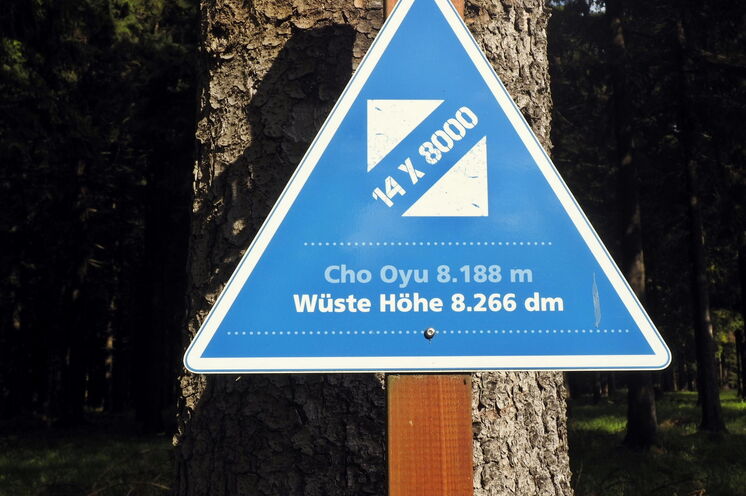 14 X 8000
Cho Oyu 8.188 m
Wüste Höhe 8.266 dm